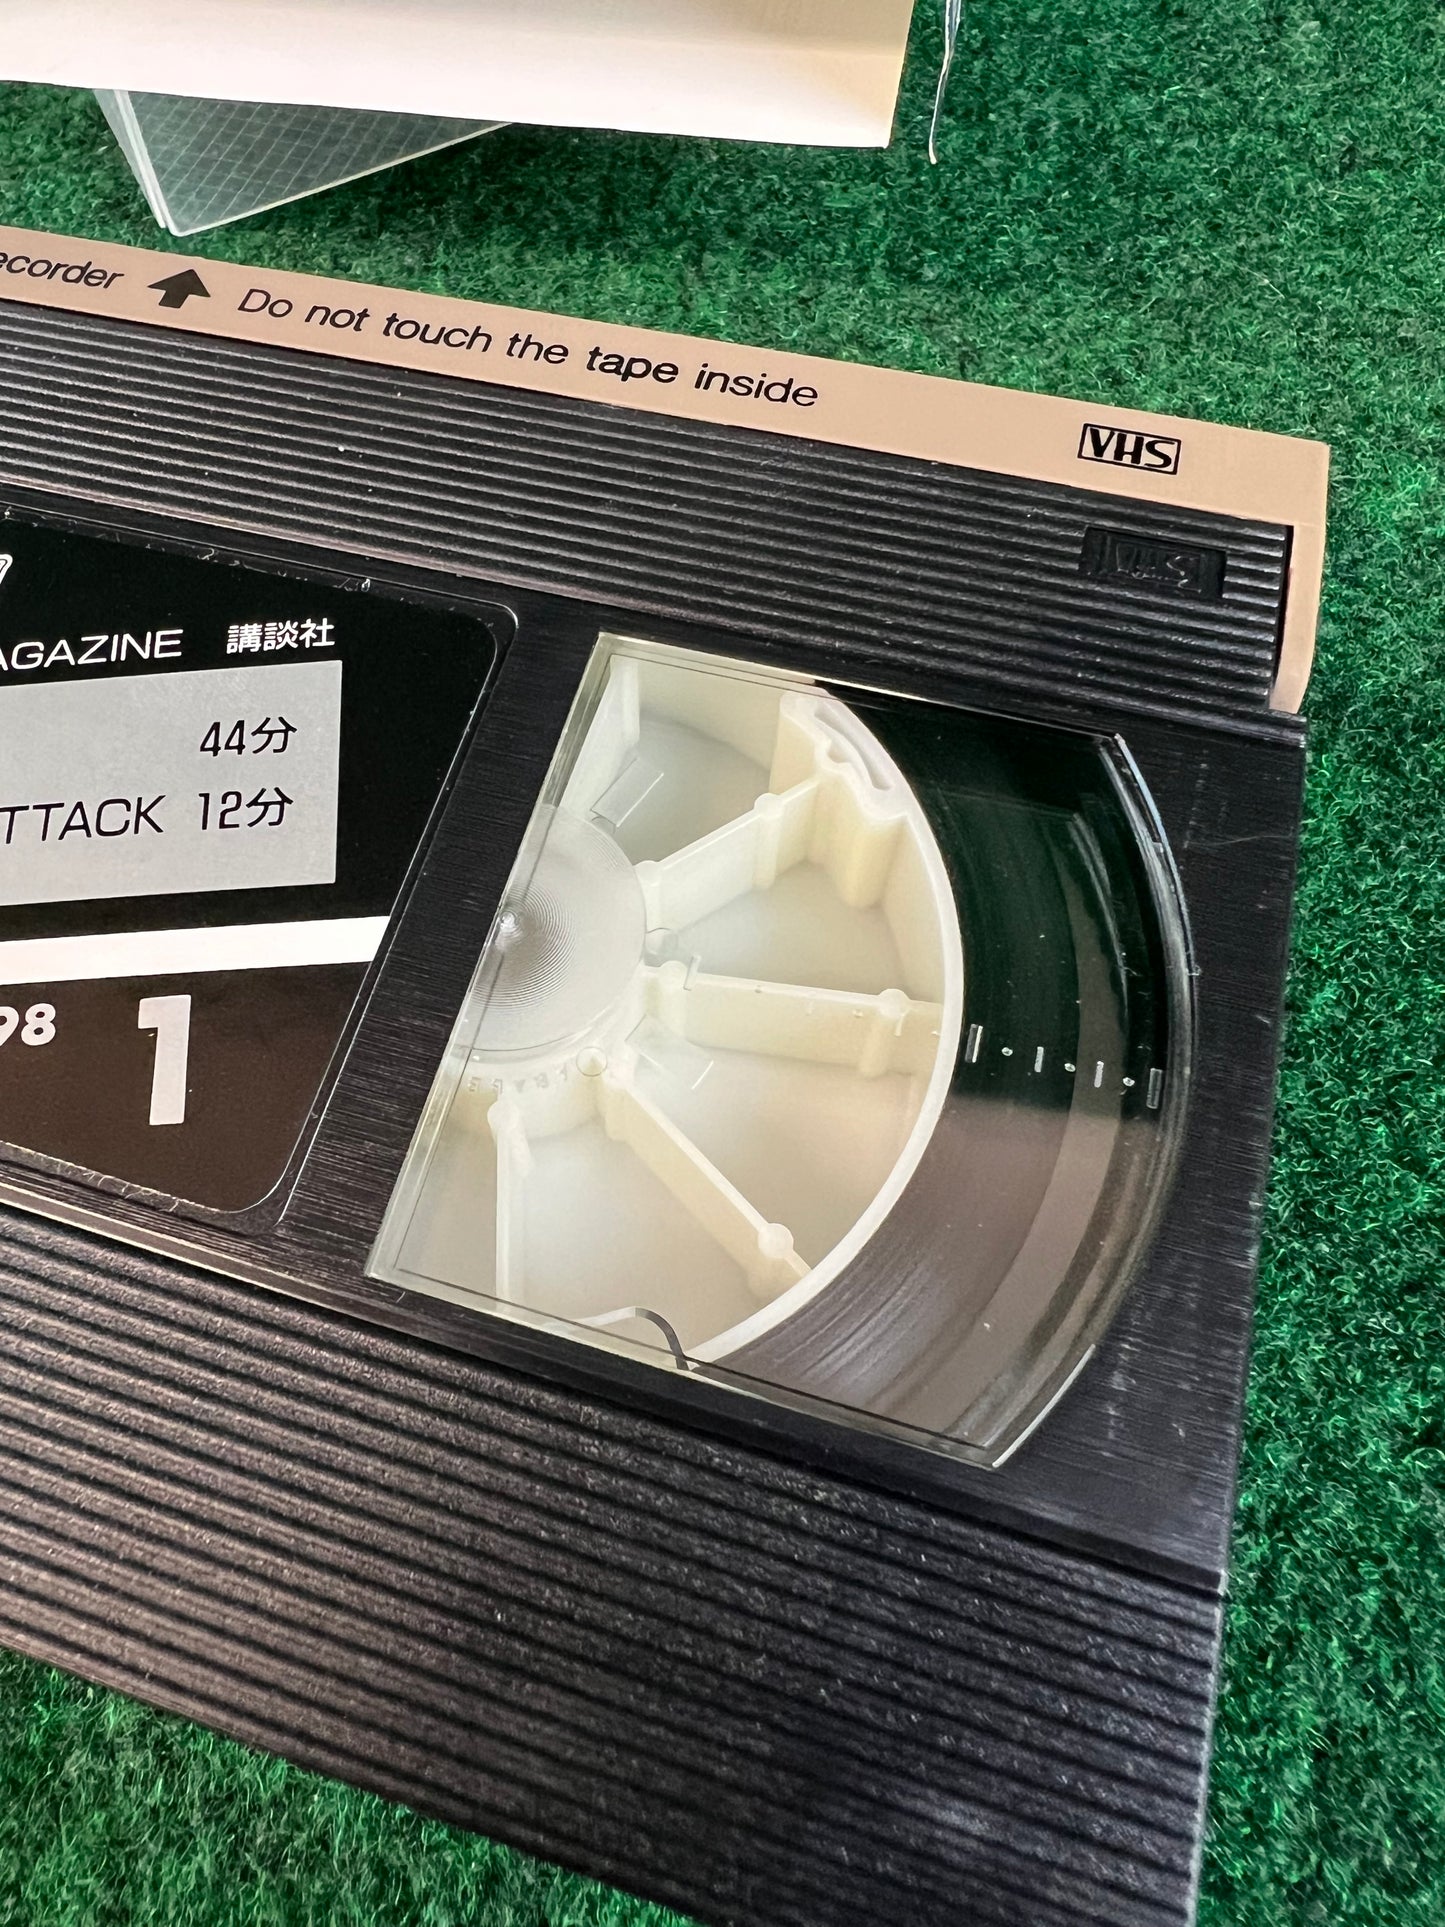 ecorder Do not touch the tape inside VHS
VHS
AGAZINE 講談社
44分
TTACK 12分
98 1